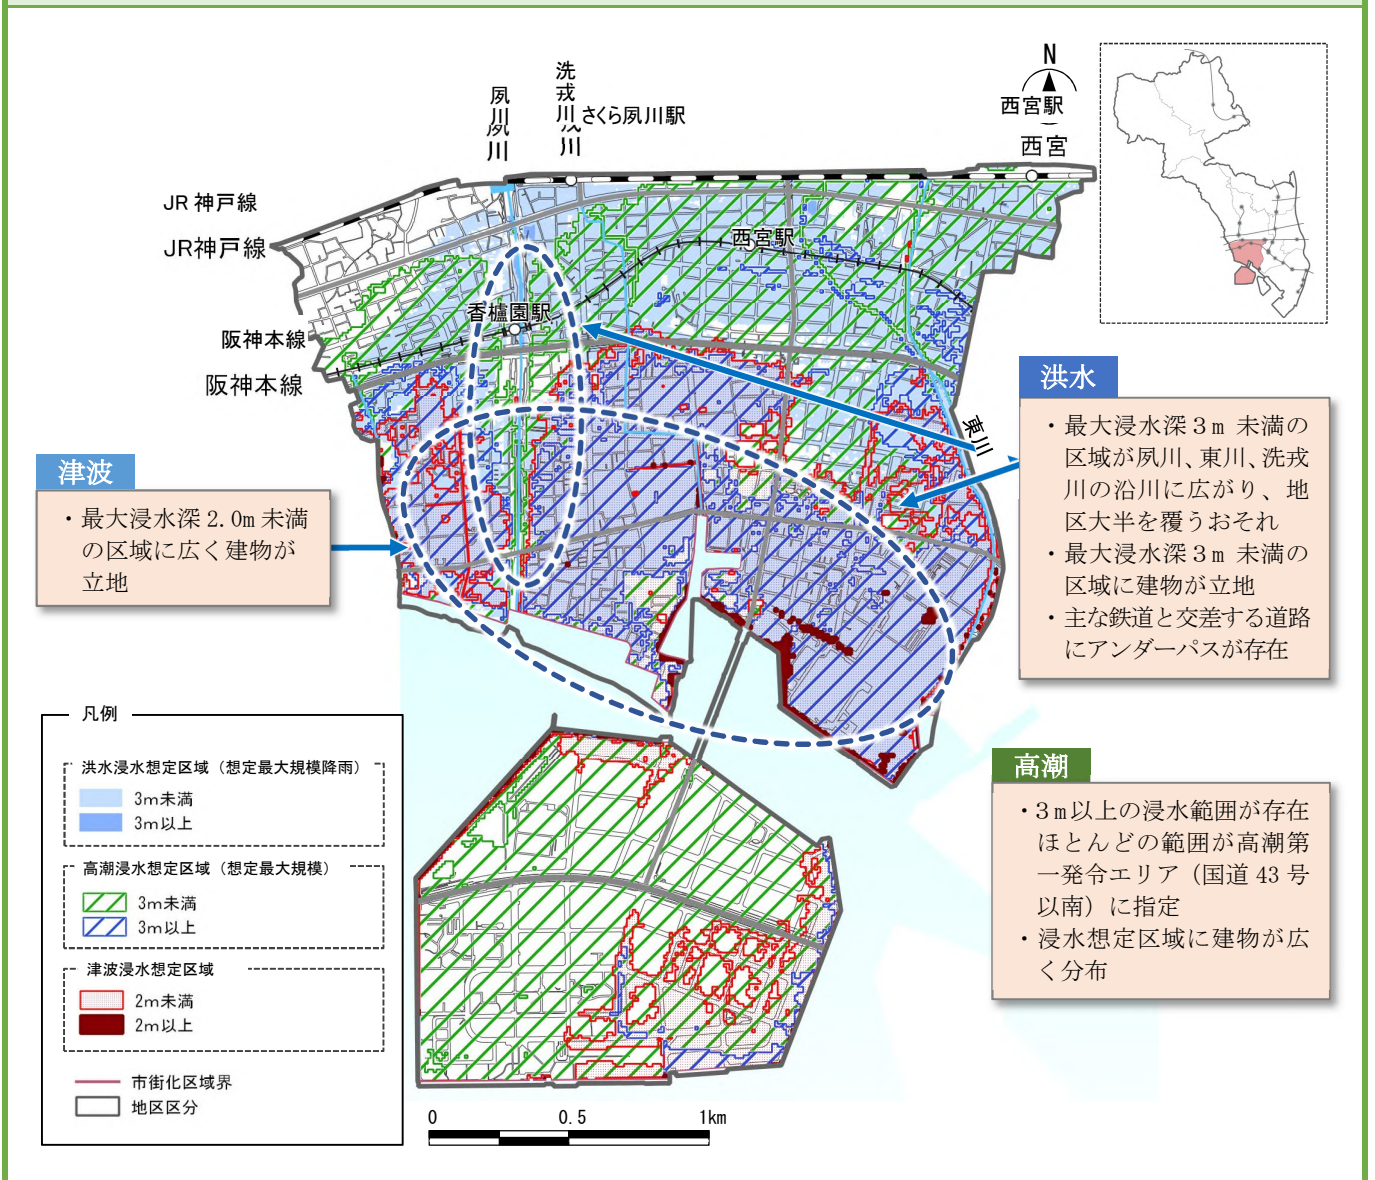 夙川
夙川
洗戎川
戎川
さくら夙川駅
N
西宮駅
西宮
JR 神戸線
JR神戸線
西宮駅
香櫨園駅
阪神本線
阪神本線
東川
洪水
・最大浸水深３m 未満の
区域が夙川、東川、洗戎
川の沿川に広がり、地
区大半を覆うおそれ
・最大浸水深３m 未満の
区域に建物が立地
・主な鉄道と交差する道路
にアンダーパスが存在
津波
・最大浸水深 2.0m 未満
の区域に広く建物が
立地
高潮
・３m以上の浸水範囲が存在
ほとんどの範囲が高潮第
一発令エリア（国道 43 号
以南）に指定
・浸水想定区域に建物が広
く分布
凡例
洪水浸水想定区域（想定最大規模降雨）
3m未満
3m以上
高潮浸水想定区域（想定最大規模）
3m未満
3m以上
津波浸水想定区域
2m未満
2m以上
市街化区域界
地区区分
0 0.5 1km